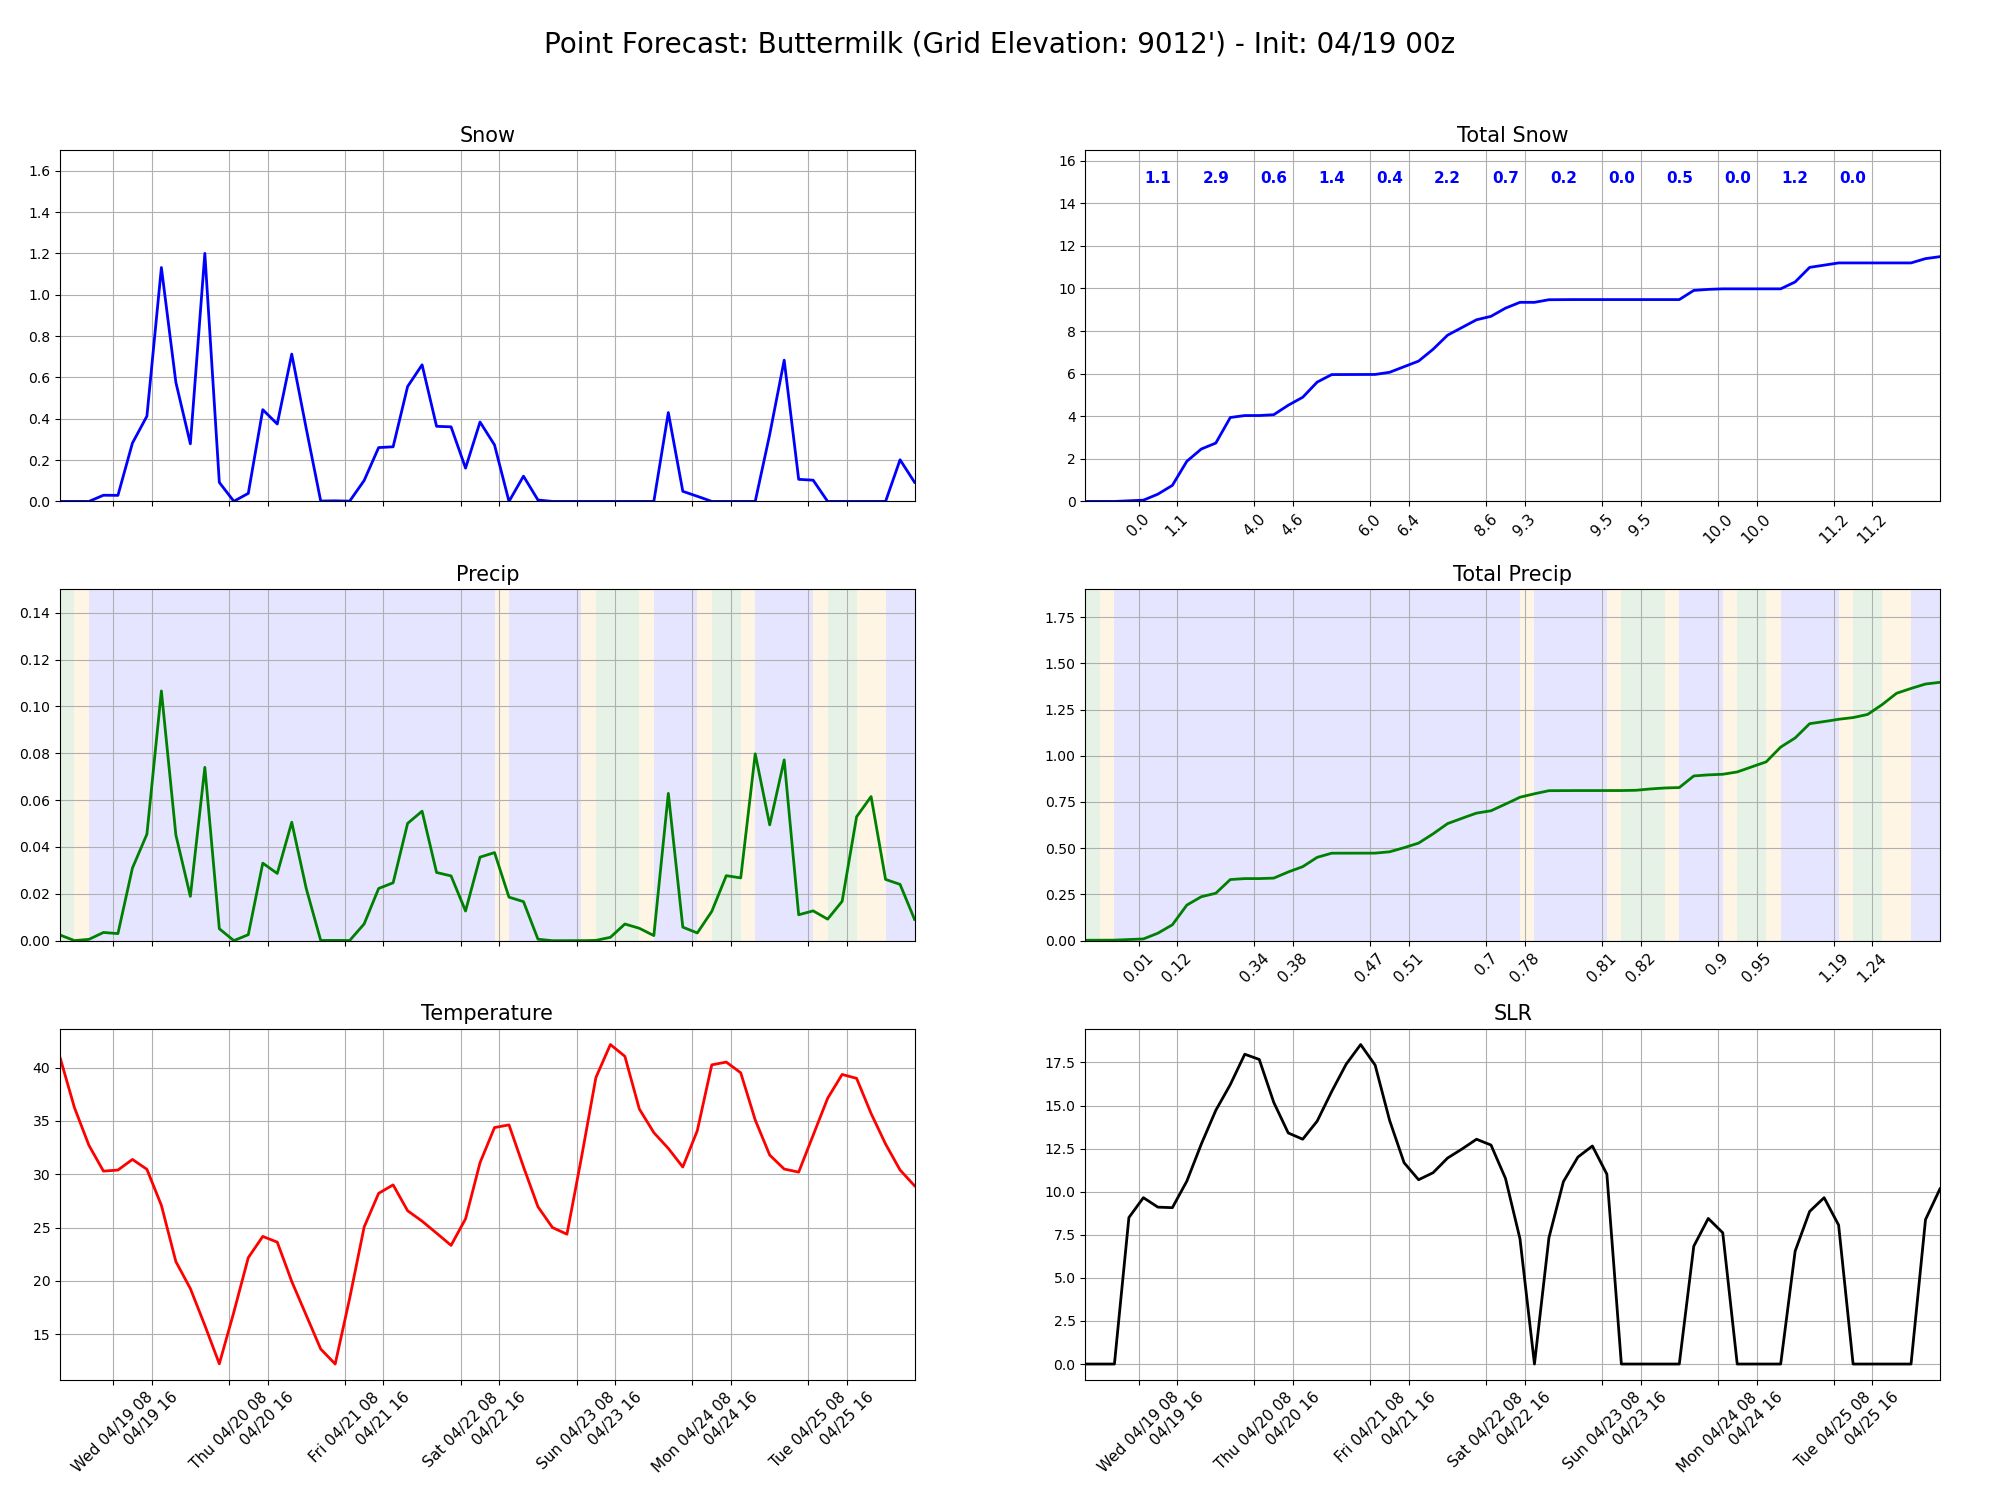 Point Forecast: Buttermilk (Grid Elevation: 9012') - Init: 04/19 00z
Snow
1.6
1.4
1.2
1.0
0.8
0.6
0.4
0.2
0.0
Total Snow
16
14
12
10
8
6
4
2
0
1.1 2.9 0.6 1.4 0.4 2.2 0.7 0.2 0.0 0.5 0.0 1.2 0.0
0.0 1.1 4.0 4.6 6.0 6.4 8.6 9.3 9.5 9.5 10.0 10.0 11.2 11.2
Precip
0.14
0.12
0.10
0.08
0.06
0.04
0.02
0.00
Total Precip
1.75
1.50
1.25
1.00
0.75
0.50
0.25
0.00
0.01 0.12 0.34 0.38 0.47 0.51 0.7 0.78 0.81 0.82 0.9 0.95 1.19 1.24
Temperature
40
35
30
25
20
15
Wed 04/19 08
04/19 16
Thu 04/20 08
04/20 16
Fri 04/21 08
04/21 16
Sat 04/22 08
04/22 16
Sun 04/23 08
04/23 16
Mon 04/24 08
04/24 16
Tue 04/25 08
04/25 16
SLR
17.5
15.0
12.5
10.0
7.5
5.0
2.5
0.0
Wed 04/19 08
04/19 16
Thu 04/20 08
04/20 16
Fri 04/21 08
04/21 16
Sat 04/22 08
04/22 16
Sun 04/23 08
04/23 16
Mon 04/24 08
04/24 16
Tue 04/25 08
04/25 16